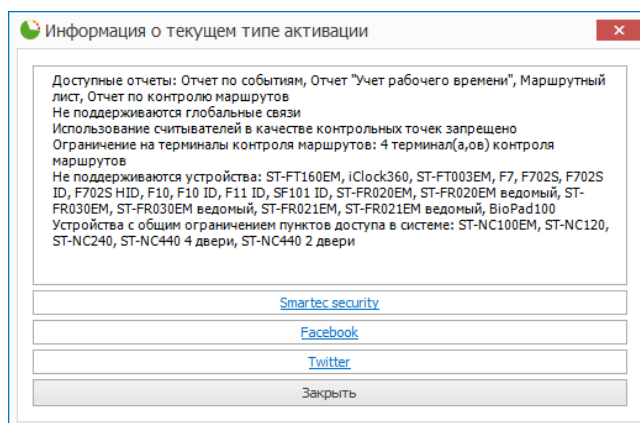 Информация о текущем типе активации
Доступные отчеты: Отчет по событиям, Отчет "Учет рабочего времени", Маршрутный
лист, Отчет по контролю маршрутов
Не поддерживаются глобальные связи
Использование считывателей в качестве контрольных точек запрещено
Ограничение на терминалы контроля маршрутов: 4 терминал(а,ов) контроля
маршрутов
Не поддерживаются устройства: ST-FT160EM, iClock360, ST-FT003EM, F7, F702S, F702S
ID, F702S HID, F10, F10 ID, F11 ID, SF101 ID, ST-FR020EM, ST-FR020EM ведомый, ST-
FR030EM, ST-FR030EM ведомый, ST-FR021EM, ST-FR021EM ведомый, BioPad100
Устройства с общим ограничением пунктов доступа в системе: ST-NC100EM, ST-NC120,
ST-NC240, ST-NC440 4 двери, ST-NC440 2 двери
Smartec security
Facebook
Twitter
Закрыть